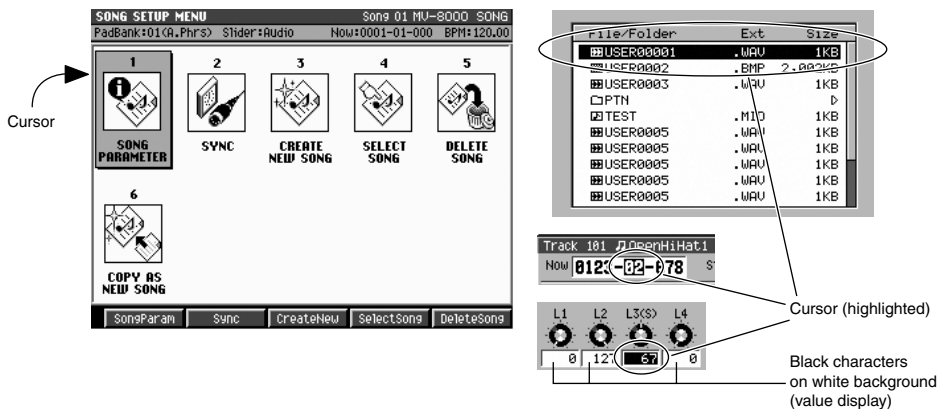 SONG SETUP MENU Song 01 MV-8000 SONG
PadBank:01(A.Phrs) Slider:Audio Now:0001-01-000 BPM:120.00
Cursor
1 2 3 4 5
SONG PARAMETER
SYNC
CREATE NEW SONG
SELECT SONG
DELETE SONG
6
COPY AS NEW SONG
SongParam Sync CreateNew SelectSong DeleteSong
File/Folder Ext Size
USER00001 .WAV 1KB
USER0002 .BMP 2.002KB
USER0003 .WAV 1KB
PTN
TEST .MID 1KB
USER0005 .WAV 1KB
USER0005 .WAV 1KB
USER0005 .WAV 1KB
USER0005 .WAV 1KB
USER0005 .WAV 1KB
Track 101 OpenHiHat1
Now 0123-02-078 S
Cursor (highlighted)
L1 L2 L3(S) L4
0 127 67 0
Black characters
on white background
(value display)